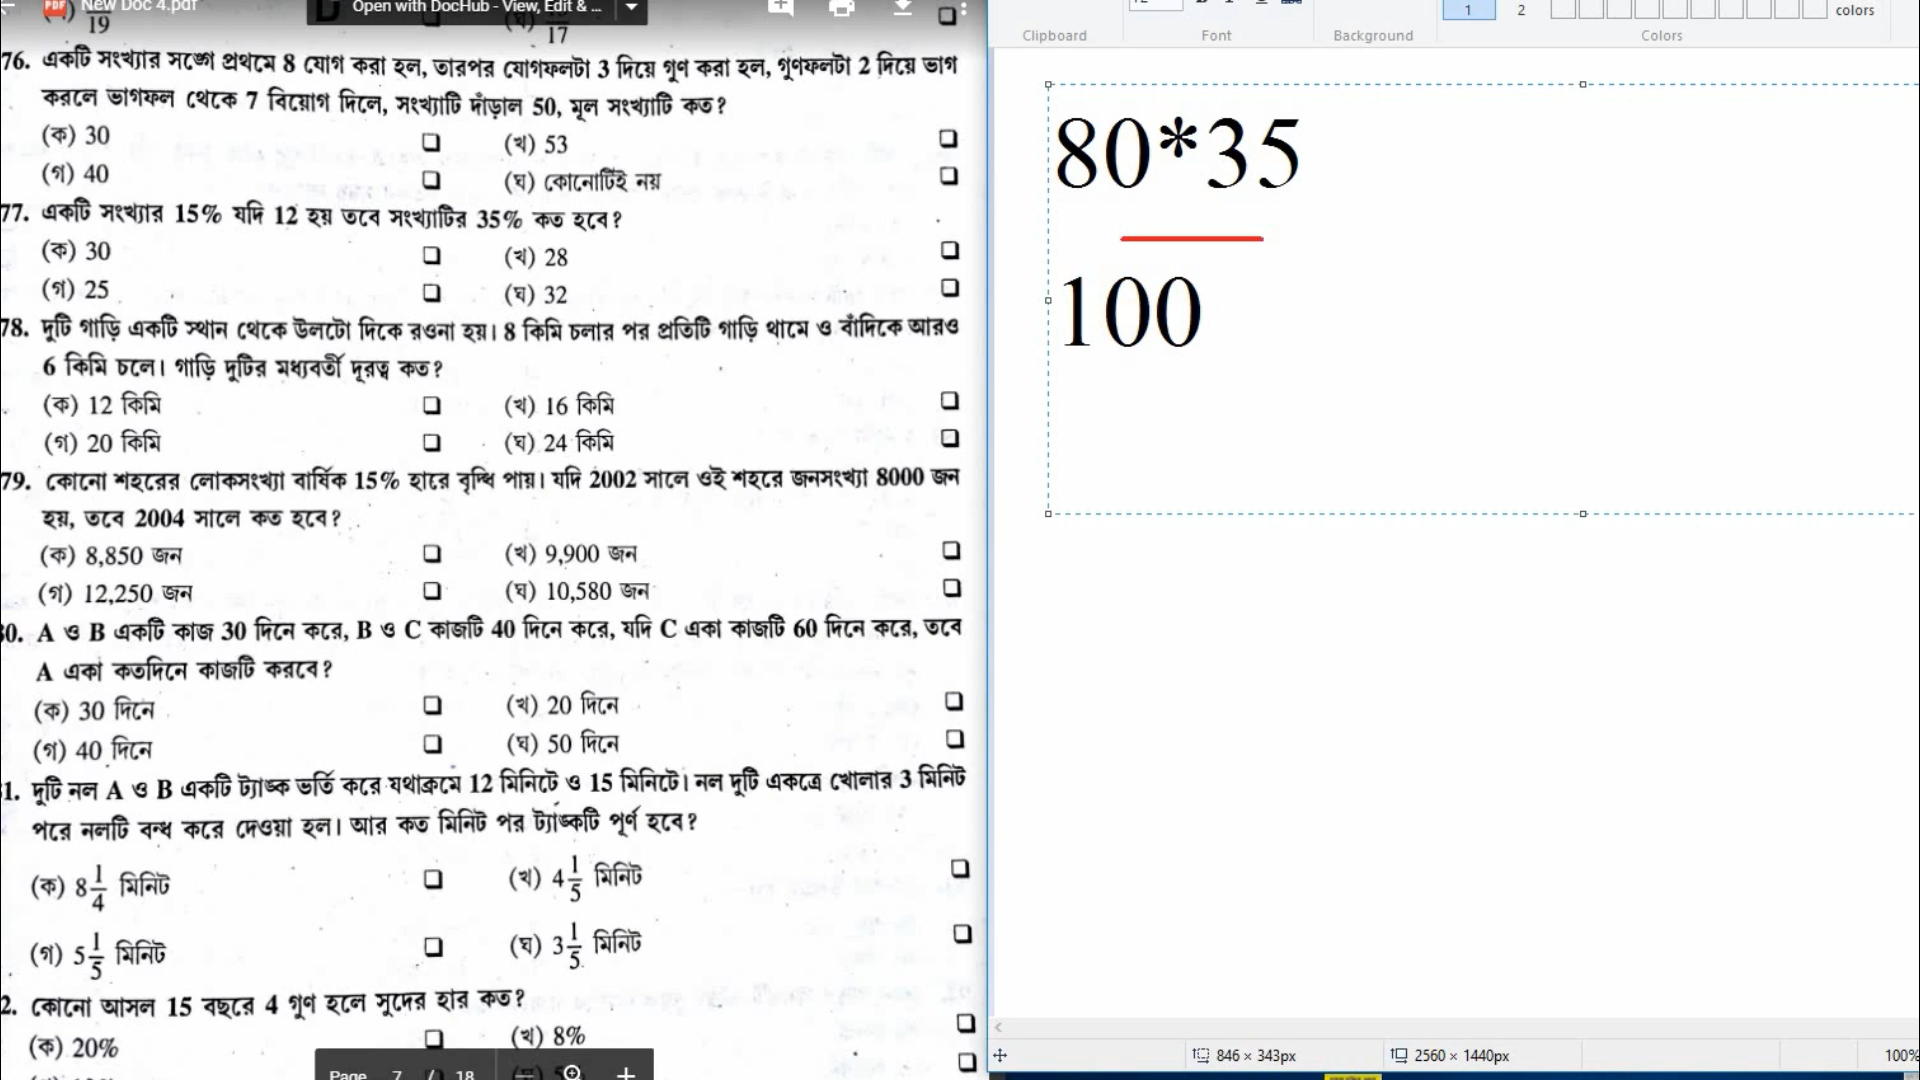 New Doc 4.pdf
Open with DocHub - View, Edit & ...
19
17
76. একটি সংখ্যার সঙ্গে প্রথমে 8 যোগ করা হল, তারপর যোগফলটা 3 দিয়ে গুণ করা হল, গুণফলটা 2 দিয়ে ভাগ
করলে ভাগফল থেকে 7 বিয়োগ দিলে, সংখ্যাটি দাঁড়াল 50, মূল সংখ্যাটি কত?
(ক) 30 (খ) 53
(গ) 40 (ঘ) কোনোটিই নয়
77. একটি সংখ্যার 15% যদি 12 হয় তবে সংখ্যাটির 35% কত হবে?
(ক) 30 (খ) 28
(গ) 25 (ঘ) 32
78. দুটি গাড়ি একটি স্থান থেকে উলটো দিকে রওনা হয়। 8 কিমি চলার পর প্রতিটি গাড়ি থামে ও বাঁদিকে আরও
6 কিমি চলে। গাড়ি দুটির মধ্যবর্তী দূরত্ব কত?
(ক) 12 কিমি (খ) 16 কিমি
(গ) 20 কিমি (ঘ) 24 কিমি
79. কোনো শহরের লোকসংখ্যা বার্ষিক 15% হারে বৃদ্ধি পায়। যদি 2002 সালে ওই শহরে জনসংখ্যা 8000 জন
হয়, তবে 2004 সালে কত হবে?
(ক) 8,850 জন (খ) 9,900 জন
(গ) 12,250 জন (ঘ) 10,580 জন
0. A ও B একটি কাজ 30 দিনে করে, B ও C কাজটি 40 দিনে করে, যদি C একা কাজটি 60 দিনে করে, তবে
A একা কতদিনে কাজটি করবে?
(ক) 30 দিনে (খ) 20 দিনে
(গ) 40 দিনে (ঘ) 50 দিনে
1. দুটি নল A ও B একটি ট্যাঙ্ক ভর্তি করে যথাক্রমে 12 মিনিটে ও 15 মিনিটে। নল দুটি একত্রে খোলার 3 মিনিট
পরে নলটি বন্ধ করে দেওয়া হল। আর কত মিনিট পর ট্যাঙ্কটি পূর্ণ হবে?
(ক) 8 1/4 মিনিট (খ) 4 1/5 মিনিট
(গ) 5 1/5 মিনিট (ঘ) 3 1/5 মিনিট
2. কোনো আসল 15 বছরে 4 গুণ হলে সুদের হার কত?
(ক) 20% (খ) 8%
Page 7 / 18
1 2 colors
Clipboard Font Background Colors
80*35
100
846 × 343px 2560 × 1440px 100%